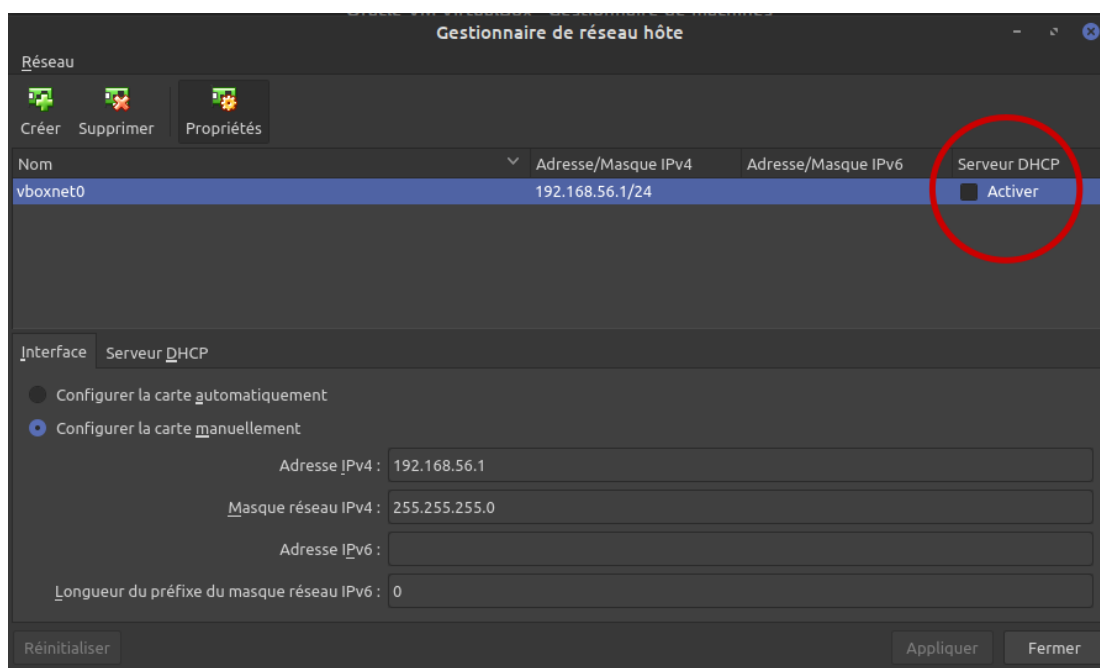 Gestionnaire de réseau hôte
Réseau
Créer Supprimer Propriétés
Nom Adresse/Masque IPv4 Adresse/Masque IPv6 Serveur DHCP
vboxnet0 192.168.56.1/24 Activer
Interface Serveur DHCP
Configurer la carte automatiquement
Configurer la carte manuellement
Adresse IPv4 : 192.168.56.1
Masque réseau IPv4 : 255.255.255.0
Adresse IPv6 :
Longueur du préfixe du masque réseau IPv6 : 0
Réinitialiser Appliquer Fermer